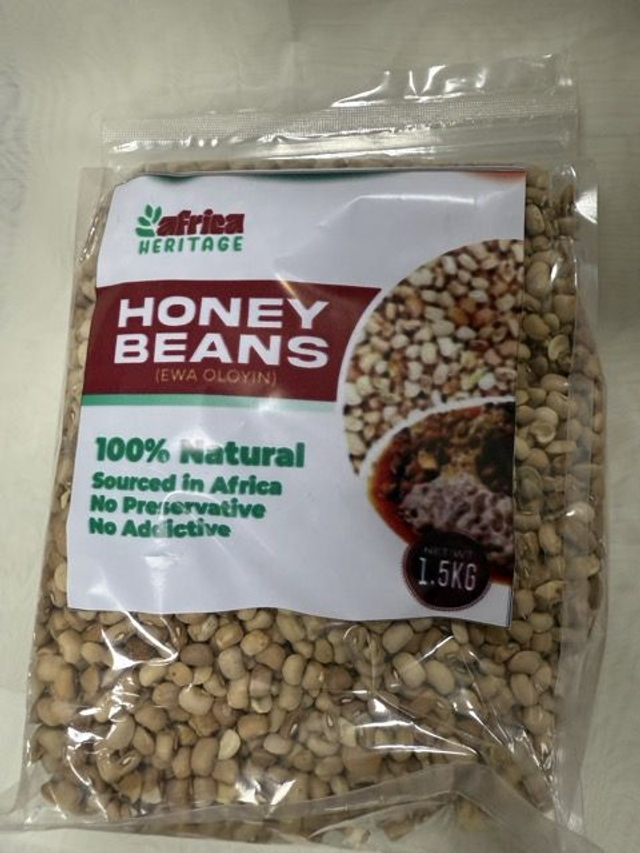 africa
HERITAGE
HONEY
BEANS
(EWA OLOYIN)
100% Natural
Sourced in Africa
No Preservative
No Addictive
NET WT
1.5KG